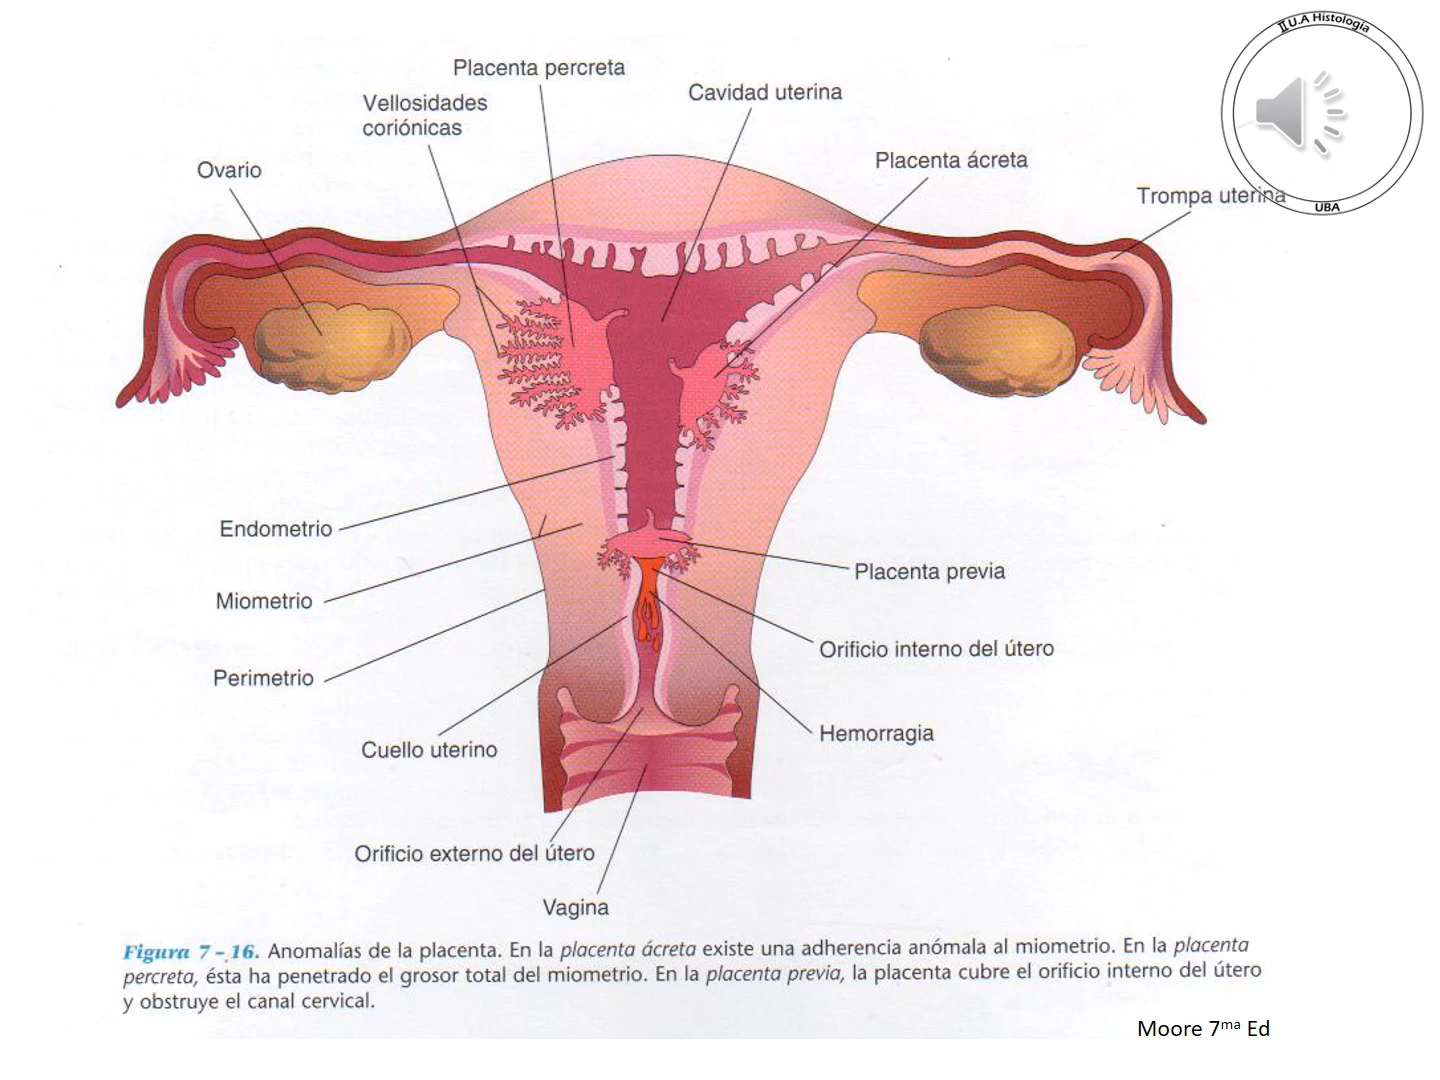 II U.A Histología
UBA
Placenta percreta
Cavidad uterina
Vellosidades
coriónicas
Placenta ácreta
Ovario
Trompa uterina
Endometrio
Placenta previa
Miometrio
Orificio interno del útero
Perimetrio
Hemorragia
Cuello uterino
Orificio externo del útero
Vagina
Figura 7-16. Anomalías de la placenta. En la placenta ácreta existe una adherencia anómala al miometrio. En la placenta
percreta, ésta ha penetrado el grosor total del miometrio. En la placenta previa, la placenta cubre el orificio interno del útero
y obstruye el canal cervical.
Moore 7ma Ed